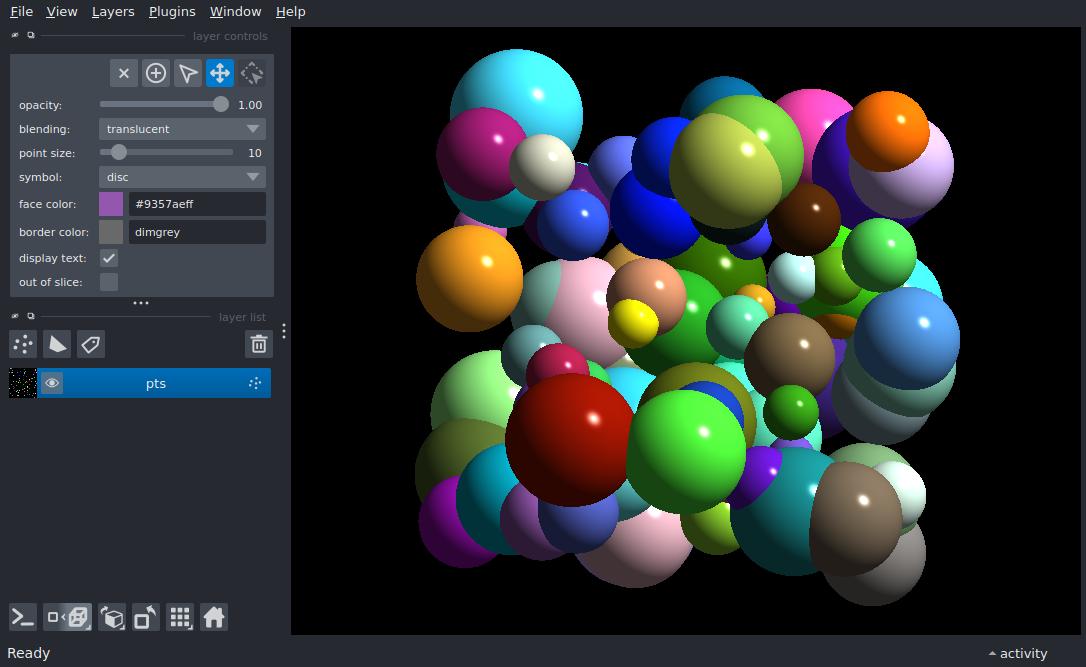 File View Layers Plugins Window Help
layer controls
opacity: 1.00
blending: translucent
point size: 10
symbol: disc
face color: #9357aeff
border color: dimgrey
display text:
out of slice:
layer list
pts
Ready activity